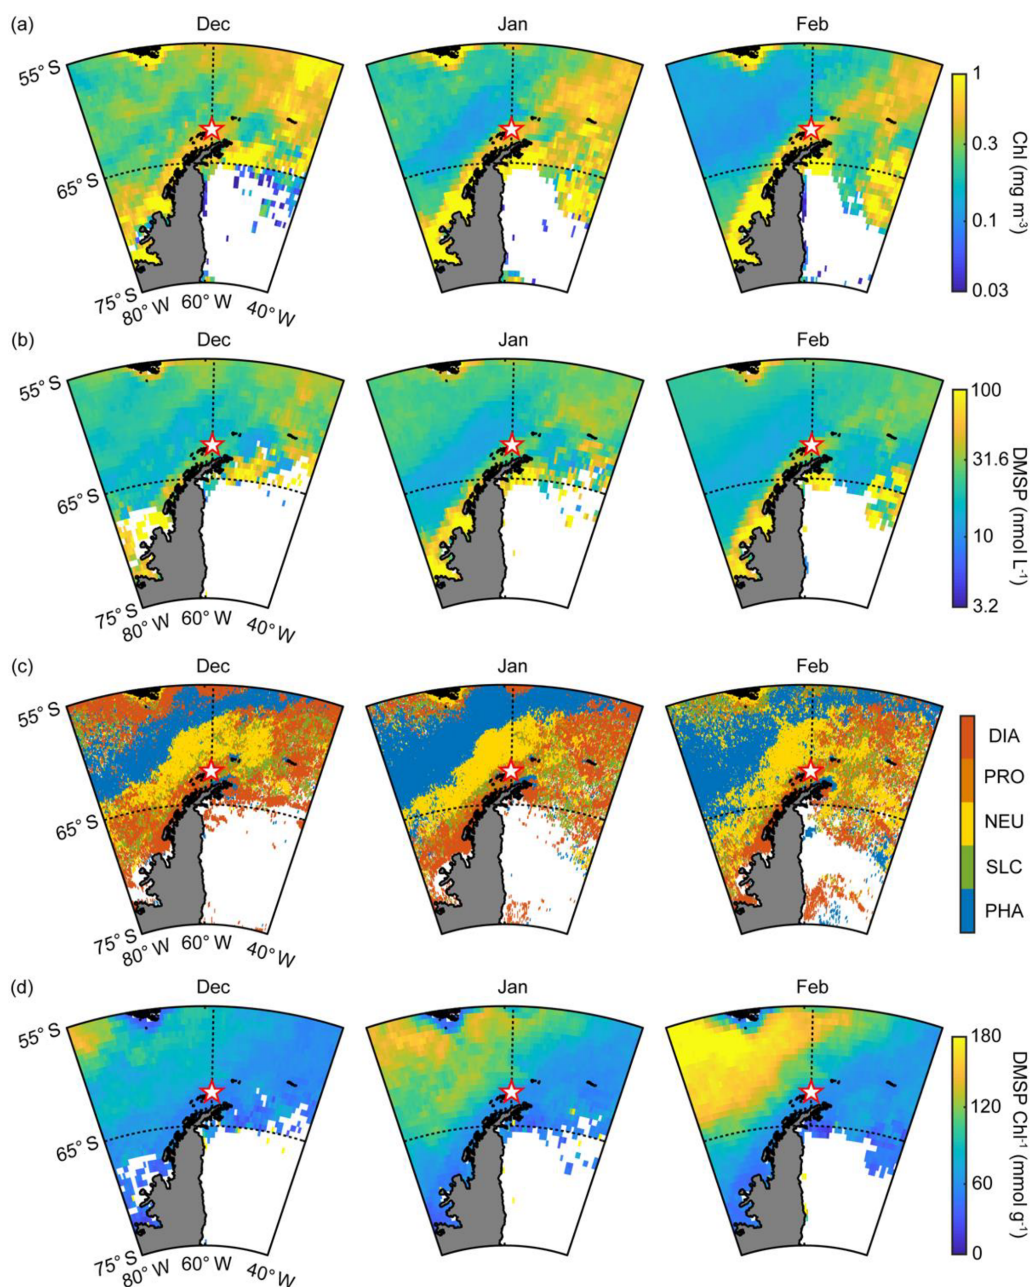 (a)
Dec
Jan
Feb
55° S
65° S
75° S
80° W
60° W
40° W
1
0.3
0.1
0.03
Chl (mg m⁻³)
(b)
Dec
Jan
Feb
55° S
65° S
75° S
80° W
60° W
40° W
100
31.6
10
3.2
DMSP (nmol L⁻¹)
(c)
Dec
Jan
Feb
55° S
65° S
75° S
80° W
60° W
40° W
DIA
PRO
NEU
SLC
PHA
(d)
Dec
Jan
Feb
55° S
65° S
75° S
80° W
60° W
40° W
180
120
60
0
DMSP Chl⁻¹ (mmol g⁻¹)